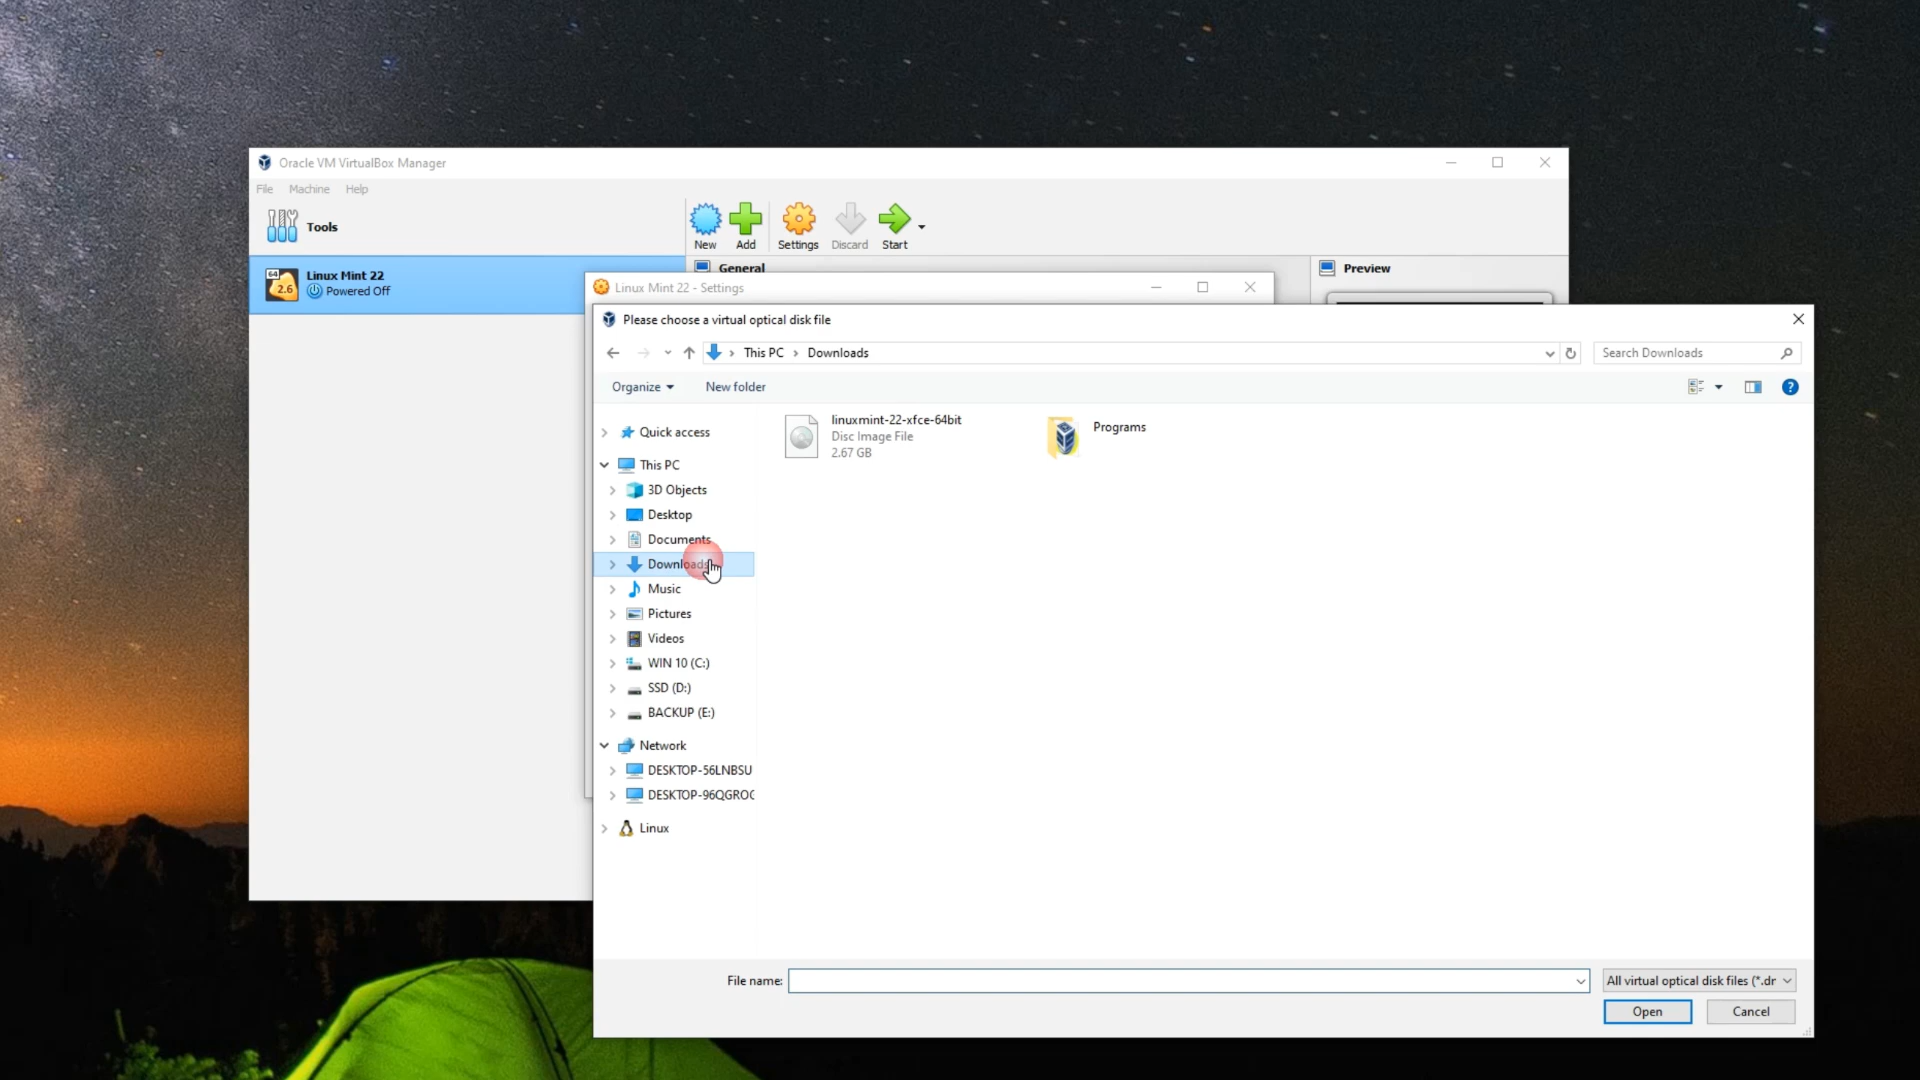 Oracle VM VirtualBox Manager
File Machine Help
Tools
New Add Settings Discard Start
64
2.6
Linux Mint 22
Powered Off
General
Preview
Linux Mint 22 - Settings
Please choose a virtual optical disk file
This PC > Downloads
Search Downloads
Organize New folder
?
Quick access
This PC
3D Objects
Desktop
Documents
Downloads
Music
Pictures
Videos
WIN 10 (C:)
SSD (D:)
BACKUP (E:)
Network
DESKTOP-56LNBSU
DESKTOP-96QGROC
Linux
linuxmint-22-xfce-64bit
Disc Image File
2.67 GB
Programs
File name:
All virtual optical disk files (*.dr
Open Cancel